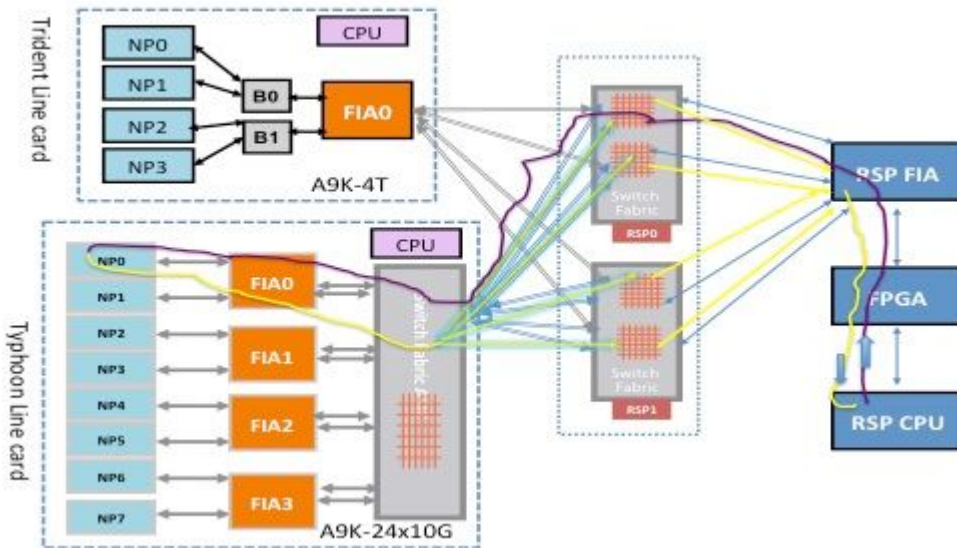 Trident Line card
CPU
NP0
NP1
NP2
NP3
B0
B1
FIA0
A9K-4T
Switch
Fabric
RSP0
Switch
Fabric
RSP1
RSP FIA
FPGA
RSP CPU
Typhoon Line card
CPU
NP0
NP1
NP2
NP3
NP4
NP5
NP6
NP7
FIA0
FIA1
FIA2
FIA3
Switch Fabric
A9K-24x10G